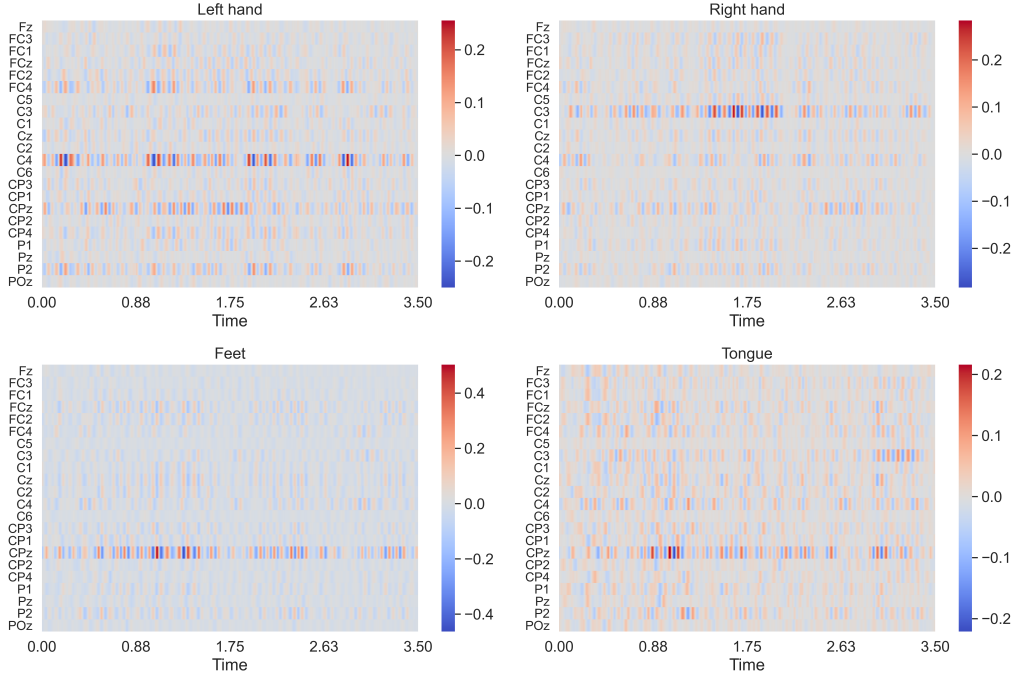 Left hand
Fz
FC3
FC1
FCz
FC2
FC4
C5
C3
C1
Cz
C2
C4
C6
CP3
CP1
CPz
CP2
CP4
P1
Pz
P2
POz
0.00 0.88 1.75 2.63 3.50
Time
0.2
0.1
0.0
−0.1
−0.2
Right hand
Fz
FC3
FC1
FCz
FC2
FC4
C5
C3
C1
Cz
C2
C4
C6
CP3
CP1
CPz
CP2
CP4
P1
Pz
P2
POz
0.00 0.88 1.75 2.63 3.50
Time
0.2
0.1
0.0
−0.1
−0.2
Feet
Fz
FC3
FC1
FCz
FC2
FC4
C5
C3
C1
Cz
C2
C4
C6
CP3
CP1
CPz
CP2
CP4
P1
Pz
P2
POz
0.00 0.88 1.75 2.63 3.50
Time
0.4
0.2
0.0
−0.2
−0.4
Tongue
Fz
FC3
FC1
FCz
FC2
FC4
C5
C3
C1
Cz
C2
C4
C6
CP3
CP1
CPz
CP2
CP4
P1
Pz
P2
POz
0.00 0.88 1.75 2.63 3.50
Time
0.2
0.1
0.0
−0.1
−0.2